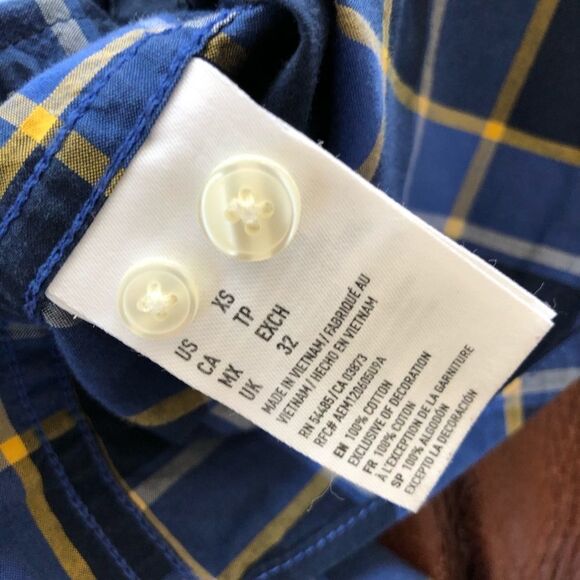 US XS
CA TP
MX EXCH
UK 32
MADE IN VIETNAM / FABRIQUÉ AU
VIETNAM / HECHO EN VIETNAM
RN 54485 / CA 03873
RFC# AEM120605U9A
EN 100% COTTON
EXCLUSIVE OF DECORATION
FR 100% COTON
À L'EXCEPTION DE LA GARNITURE
SP 100% ALGODÓN
EXCEPTO LA DECORACIÓN